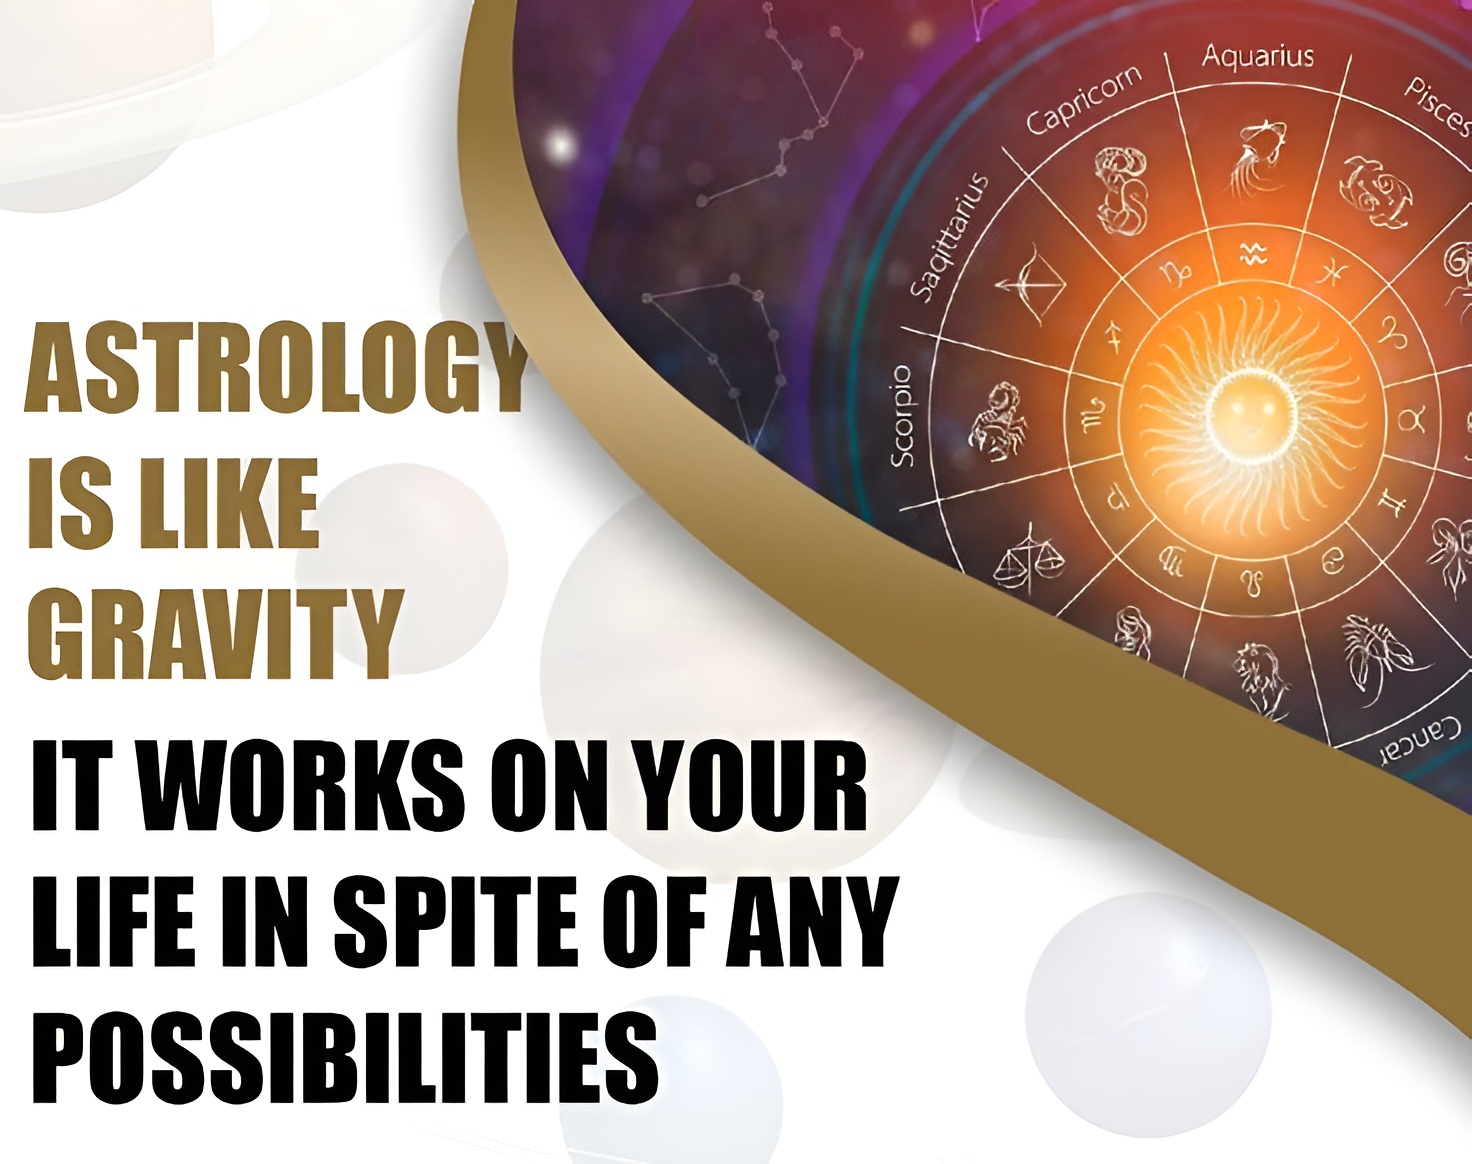 ASTROLOGY
IS LIKE
GRAVITY
IT WORKS ON YOUR
LIFE IN SPITE OF ANY
POSSIBILITIES
Aquarius
Capricorn
Pisces
Sagittarius
Scorpio
Cancar